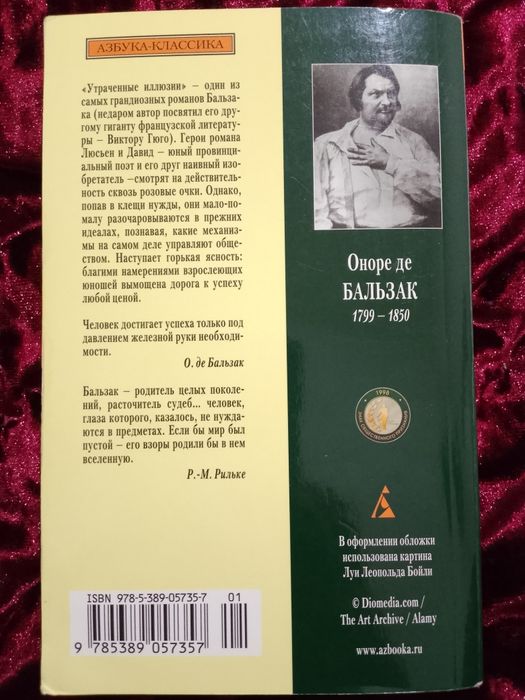 АЗБУКА-КЛАССИКА
«Утраченные иллюзии» – один из
самых грандиозных романов Бальза-
ка (недаром автор посвятил его дру-
гому гиганту французской литерату-
ры – Виктору Гюго). Герои романа
Люсьен и Давид – юный провинци-
альный поэт и его друг наивный изо-
бретатель –смотрят на действитель-
ность сквозь розовые очки. Однако,
попав в клещи нужды, они мало-по-
малу разочаровываются в прежних
идеалах, познавая, какие механиз-
мы на самом деле управляют обще-
ством. Наступает горькая ясность:
благими намерениями взрослеющих
юношей вымощена дорога к успеху
любой ценой.
Человек достигает успеха только под
давлением железной руки необходи-
мости.
О. де Бальзак
Бальзак – родитель целых поколе-
ний, расточитель судеб... человек,
глаза которого, казалось, не нужда-
ются в предметах. Если бы мир был
пустой – его взоры родили бы в нем
вселенную.
Р.-М. Рильке
ISBN 978-5-389-05735-7
01
9 785389 057357
Оноре де
БАЛЬЗАК
1799 – 1850
1998
В оформлении обложки
использована картина
Луи Леопольда Бойли
© Diomedia.com /
The Art Archive / Alamy
www.azbooka.ru